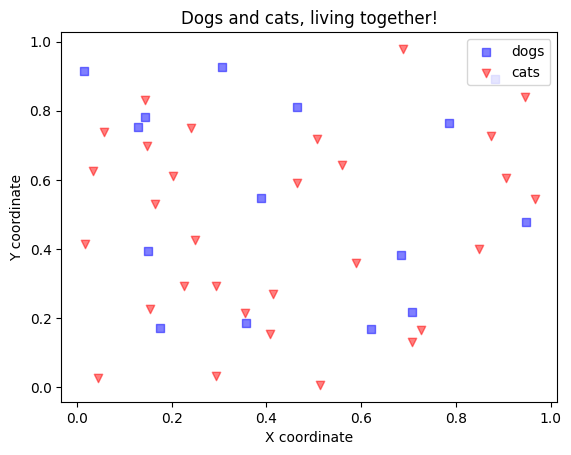 Dogs and cats, living together!
dogs
cats
1.0
0.8
0.6
0.4
0.2
0.0
Y coordinate
0.0 0.2 0.4 0.6 0.8 1.0
X coordinate